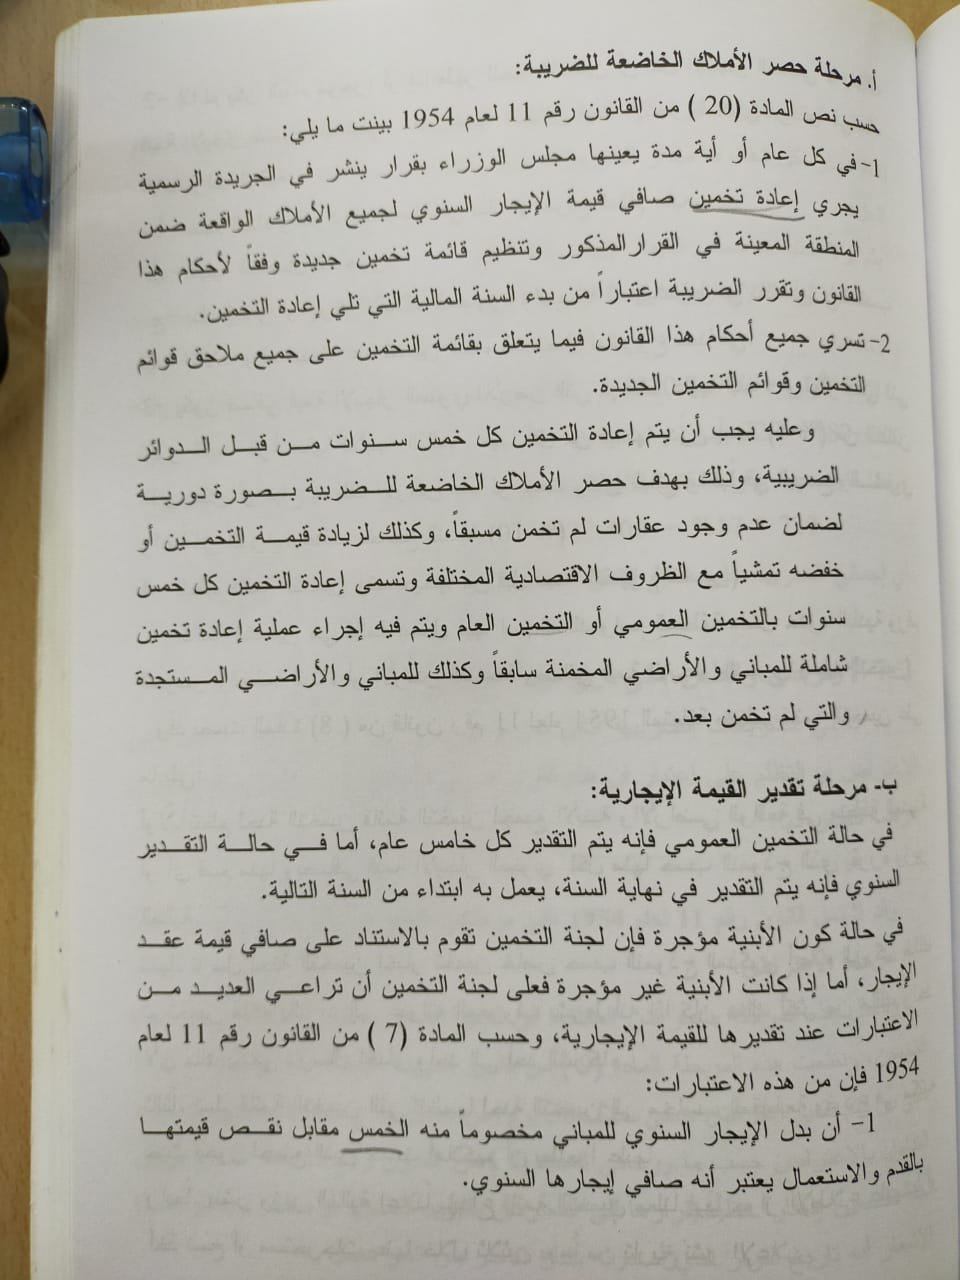 أ. مرحلة حصر الأملاك الخاضعة للضريبة:
حسب نص المادة (20 ) من القانون رقم 11 لعام 1954 بينت ما يلي:
1- في كل عام أو أية مدة يعينها مجلس الوزراء بقرار ينشر في الجريدة الرسمية
يجري إعادة تخمين صافي قيمة الإيجار السنوي لجميع الأملاك الواقعة ضمن
المنطقة المعينة في القرار المذكور وتنظيم قائمة تخمين جديدة وفقاً لأحكام هذا
القانون وتقرر الضريبة اعتباراً من بدء السنة المالية التي تلي إعادة التخمين.
2- تسري جميع أحكام هذا القانون فيما يتعلق بقائمة التخمين على جميع ملاحق قوائم
التخمين وقوائم التخمين الجديدة.
وعليه يجب أن يتم إعادة التخمين كل خمس سنوات من قبل الدوائر
الضريبية، وذلك بهدف حصر الأملاك الخاضعة للضريبة بصورة دورية
لضمان عدم وجود عقارات لم تخمن مسبقاً، وكذلك لزيادة قيمة التخمين أو
خفضه تمشياً مع الظروف الاقتصادية المختلفة وتسمى إعادة التخمين كل خمس
سنوات بالتخمين العمومي أو التخمين العام ويتم فيه إجراء عملية إعادة تخمين
شاملة للمباني والأراضي المخمنة سابقاً وكذلك للمباني والأراضي المستجدة
والتي لم تخمن بعد.
ب- مرحلة تقدير القيمة الإيجارية:
في حالة التخمين العمومي فإنه يتم التقدير كل خامس عام، أما في حالة التقدير
السنوي فإنه يتم التقدير في نهاية السنة، يعمل به ابتداء من السنة التالية.
في حالة كون الأبنية مؤجرة فإن لجنة التخمين تقوم بالاستناد على صافي قيمة عقد
الإيجار، أما إذا كانت الأبنية غير مؤجرة فعلى لجنة التخمين أن تراعي العديد من
الاعتبارات عند تقديرها للقيمة الإيجارية، وحسب المادة (7 ) من القانون رقم 11 لعام
1954 فإن من هذه الاعتبارات:
1- أن بدل الإيجار السنوي للمباني مخصوماً منه الخمس مقابل نقص قيمتها
بالقدم والاستعمال يعتبر أنه صافي إيجارها السنوي.